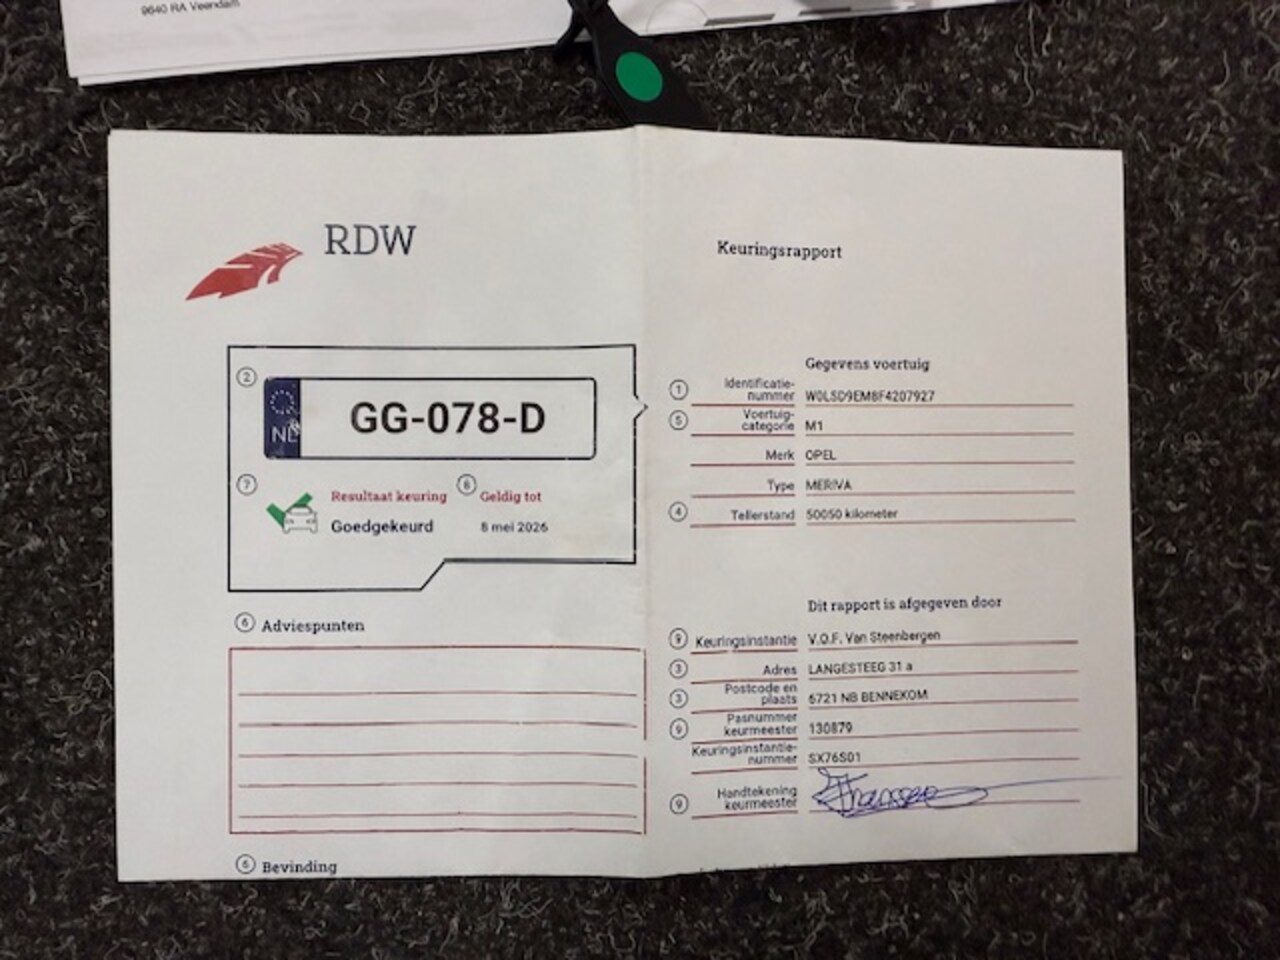 9640 RA Veendam
RDW
Keuringsrapport
2
NL
GG-078-D
7
Resultaat keuring
Goedgekeurd
8
Geldig tot
8 mei 2026
6 Adviespunten
6 Bevinding
Gegevens voertuig
1 Identificatie-
nummer W0LSD9EM8F4207927
5 Voertuig-
categorie M1
Merk OPEL
Type MERIVA
4 Tellerstand 50050 kilometer
Dit rapport is afgegeven door
9 Keuringsinstantie V.O.F. Van Steenbergen
3 Adres LANGESTEEG 31 a
3 Postcode en
plaats 6721 NB BENNEKOM
9 Pasnummer
keurmeester 130879
Keuringsinstantie-
nummer SX76S01
9 Handtekening
keurmeester